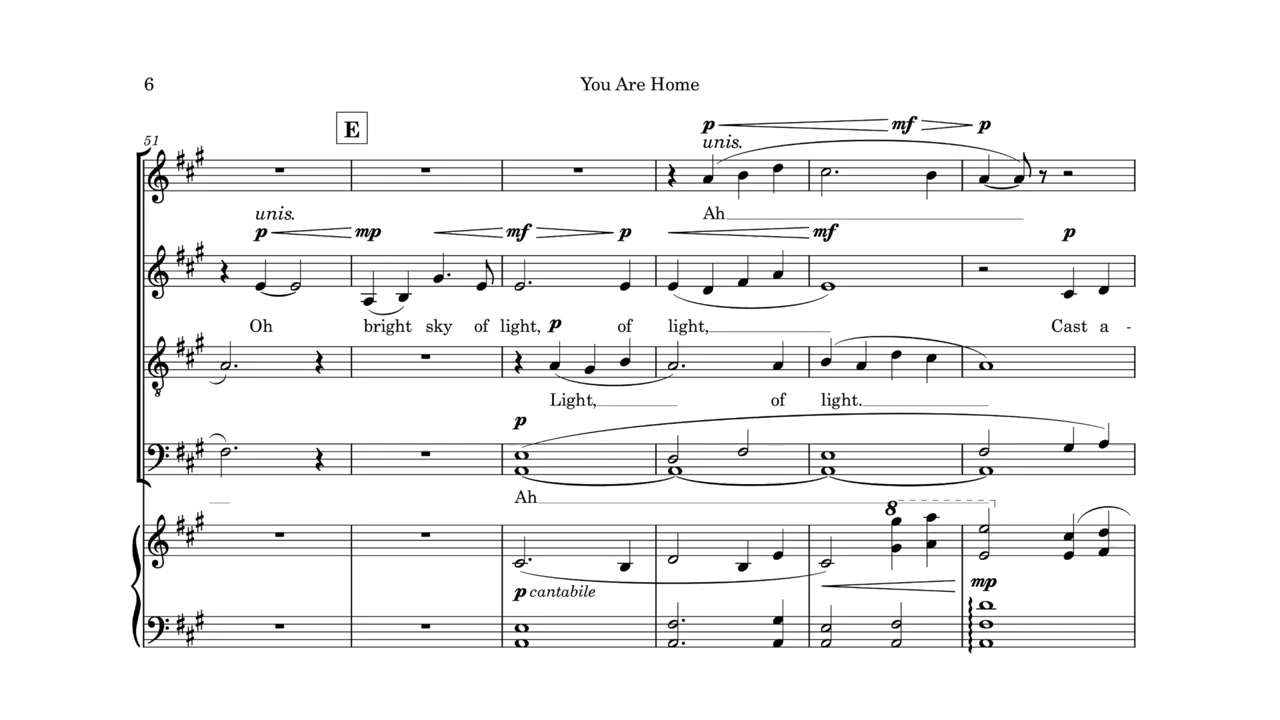 6
You Are Home
51
E
p mf p
unis.
Ah
unis.
p mp mf p mf p
Oh bright sky of light, of light, Cast a -
p
Light, of light.
p
Ah
8
p cantabile
mp